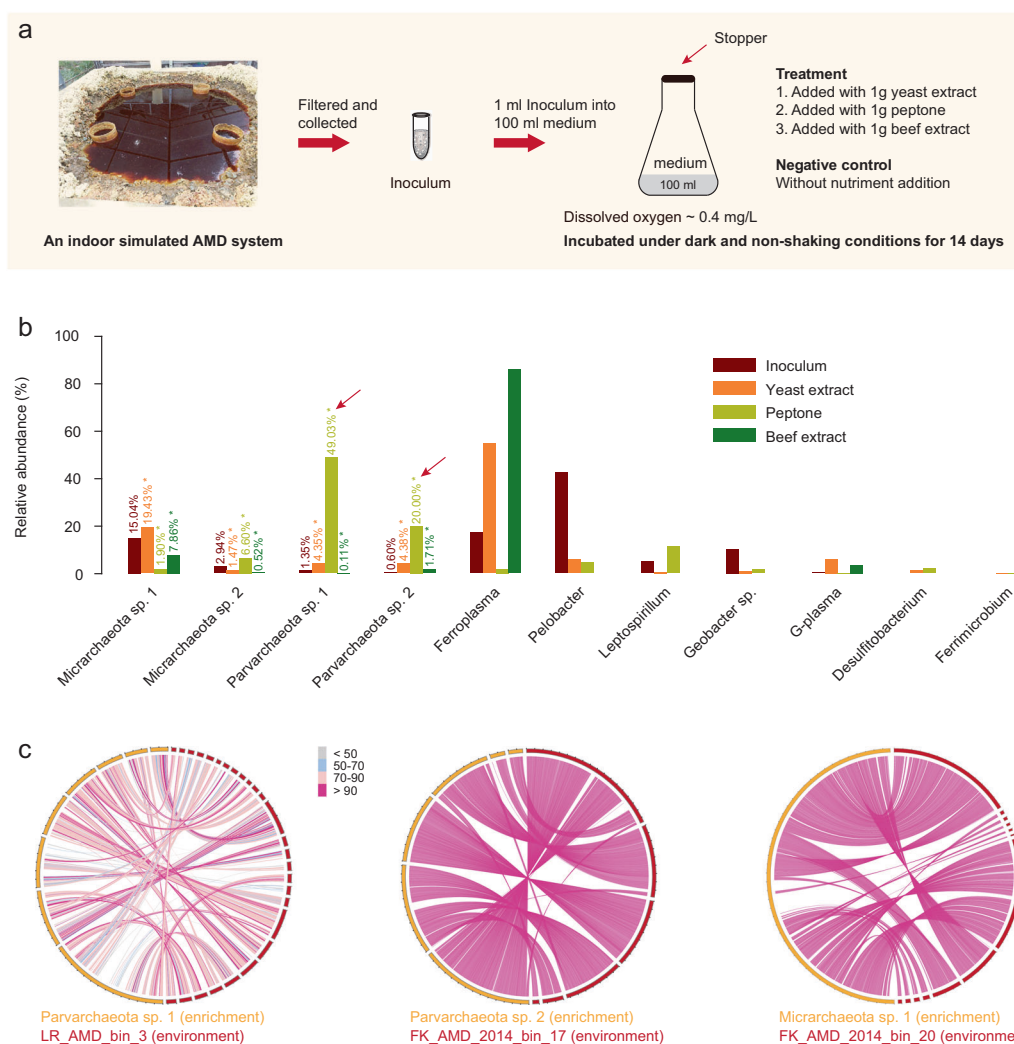 a
Stopper
Filtered and
collected
1 ml Inoculum into
100 ml medium
Treatment
1. Added with 1g yeast extract
2. Added with 1g peptone
3. Added with 1g beef extract
medium
100 ml
Negative control
Without nutriment addition
Inoculum
Dissolved oxygen ~ 0.4 mg/L
An indoor simulated AMD system
Incubated under dark and non-shaking conditions for 14 days
b
Relative abundance (%)
100
80
60
40
20
0
Inoculum
Yeast extract
Peptone
Beef extract
15.04%
19.43% *
1.90% *
7.86% *
2.94%
1.47% *
6.60% *
0.52% *
1.35%
4.35% *
49.03% *
0.11% *
0.60%
4.38% *
20.00% *
1.71% *
Micrarchaeota sp. 1
Micrarchaeota sp. 2
Parvarchaeota sp. 1
Parvarchaeota sp. 2
Ferroplasma
Pelobacter
Leptospirillum
Geobacter sp.
G-plasma
Desulfitobacterium
Ferrimicrobium
c
< 50
50-70
70-90
> 90
Parvarchaeota sp. 1 (enrichment)
LR_AMD_bin_3 (environment)
Parvarchaeota sp. 2 (enrichment)
FK_AMD_2014_bin_17 (environment)
Micrarchaeota sp. 1 (enrichment)
FK_AMD_2014_bin_20 (environme